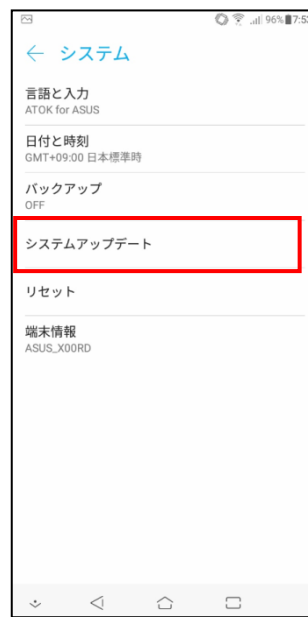 96% 7:53
← システム
言語と入力
ATOK for ASUS
日付と時刻
GMT+09:00 日本標準時
バックアップ
OFF
システムアップデート
リセット
端末情報
ASUS_X00RD